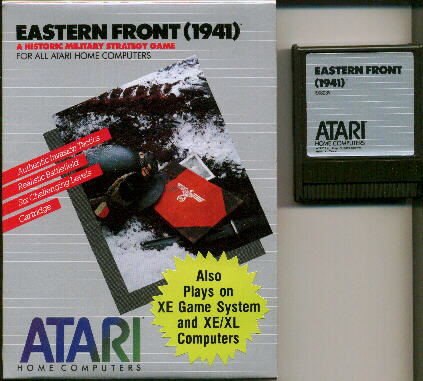 EASTERN FRONT (1941)
A HISTORIC MILITARY STRATEGY GAME
FOR ALL ATARI HOME COMPUTERS
Authentic Invasion Tactics
Realistic Battlefield
Six Challenging Levels
Cartridge
Also
Plays on
XE Game System
and XE/XL
Computers
ATARI
HOME COMPUTERS
EASTERN FRONT
(1941)
ATARI
HOME COMPUTERS